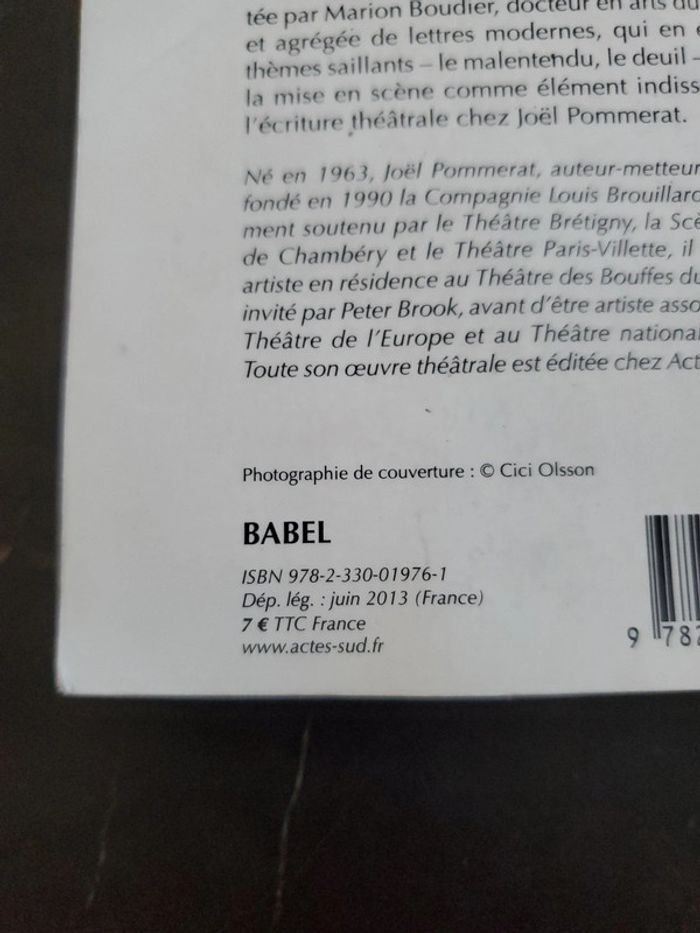 tée par Marion Boudier, docteur en arts du
et agrégée de lettres modernes, qui en
thèmes saillants – le malentendu, le deuil –
la mise en scène comme élément indiss
l'écriture théâtrale chez Joël Pommerat.
Né en 1963, Joël Pommerat, auteur-metteur
fondé en 1990 la Compagnie Louis Brouillard
ment soutenu par le Théâtre Brétigny, la Scè
de Chambéry et le Théâtre Paris-Villette, il
artiste en résidence au Théâtre des Bouffes du
invité par Peter Brook, avant d'être artiste asso
Théâtre de l'Europe et au Théâtre national
Toute son œuvre théâtrale est éditée chez Act
Photographie de couverture : © Cici Olsson
BABEL
ISBN 978-2-330-01976-1
Dép. lég. : juin 2013 (France)
7 € TTC France
www.actes-sud.fr
9 782